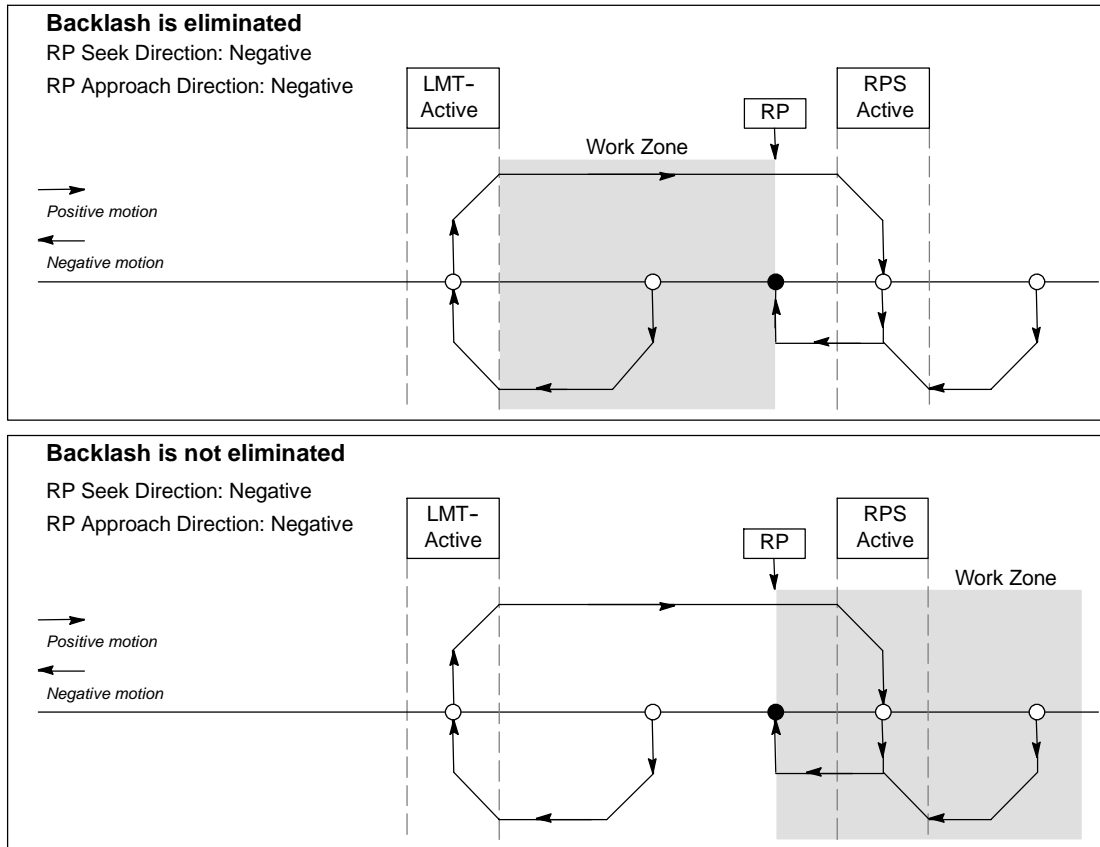 Backlash is eliminated
RP Seek Direction: Negative
RP Approach Direction: Negative
LMT-
Active
RP
RPS
Active
Work Zone
Positive motion
Negative motion
Backlash is not eliminated
RP Seek Direction: Negative
RP Approach Direction: Negative
LMT-
Active
RP
RPS
Active
Work Zone
Positive motion
Negative motion